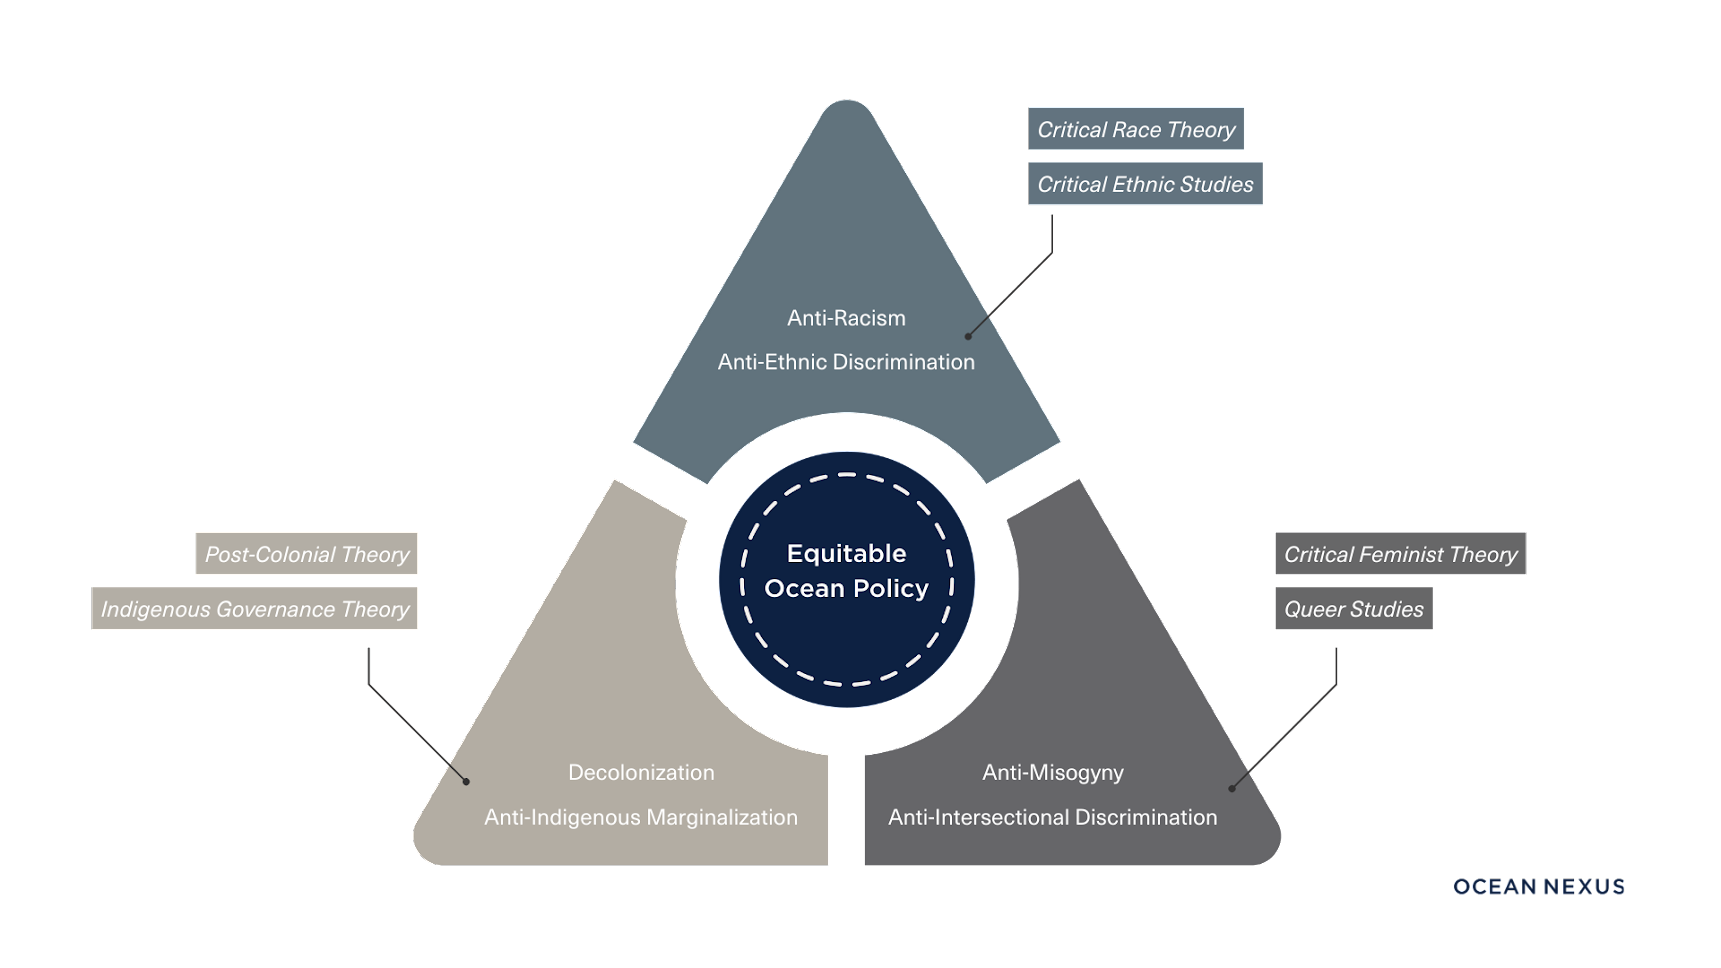 Critical Race Theory
Critical Ethnic Studies
Anti-Racism
Anti-Ethnic Discrimination
Equitable
Ocean Policy
Post-Colonial Theory
Indigenous Governance Theory
Critical Feminist Theory
Queer Studies
Decolonization
Anti-Indigenous Marginalization
Anti-Misogyny
Anti-Intersectional Discrimination
OCEAN NEXUS